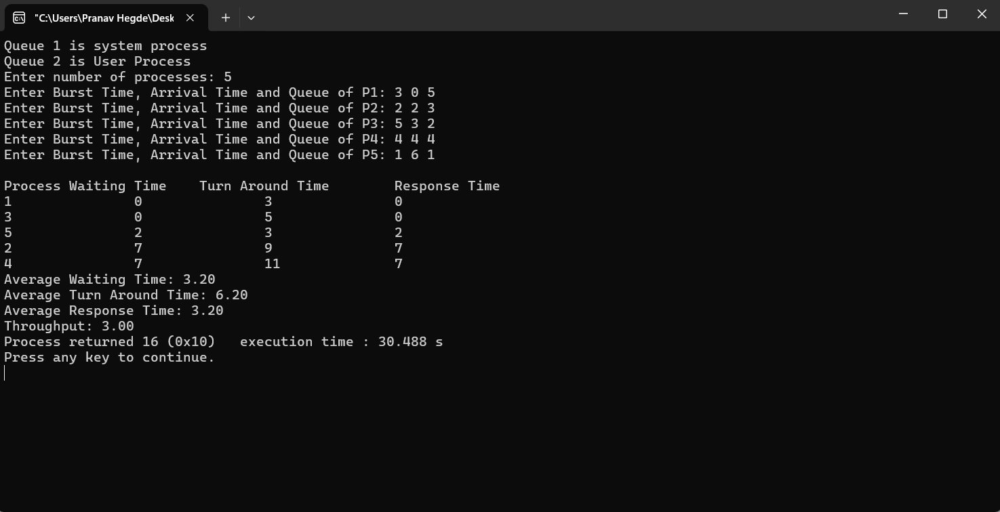 "C:\Users\Pranav Hegde\Desk
Queue 1 is system process
Queue 2 is User Process
Enter number of processes: 5
Enter Burst Time, Arrival Time and Queue of P1: 3 0 5
Enter Burst Time, Arrival Time and Queue of P2: 2 2 3
Enter Burst Time, Arrival Time and Queue of P3: 5 3 2
Enter Burst Time, Arrival Time and Queue of P4: 4 4 4
Enter Burst Time, Arrival Time and Queue of P5: 1 6 1

Process Waiting Time    Turn Around Time        Response Time
1               0               3               0
3               0               5               0
5               2               3               2
2               7               9               7
4               7               11              7
Average Waiting Time: 3.20
Average Turn Around Time: 6.20
Average Response Time: 3.20
Throughput: 3.00
Process returned 16 (0x10)   execution time : 30.488 s
Press any key to continue.